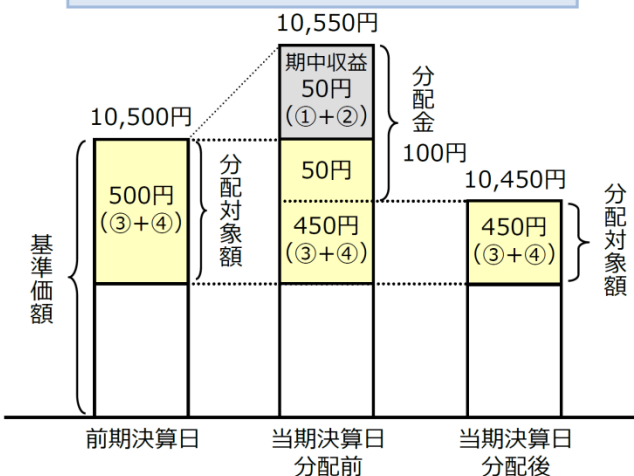 10,550円
期中収益
50円
(①+②)
分配金
100円
10,500円
500円
(③+④)
分配対象額
50円
450円
(③+④)
10,450円
450円
(③+④)
分配対象額
基準価額
前期決算日
当期決算日
分配前
当期決算日
分配後